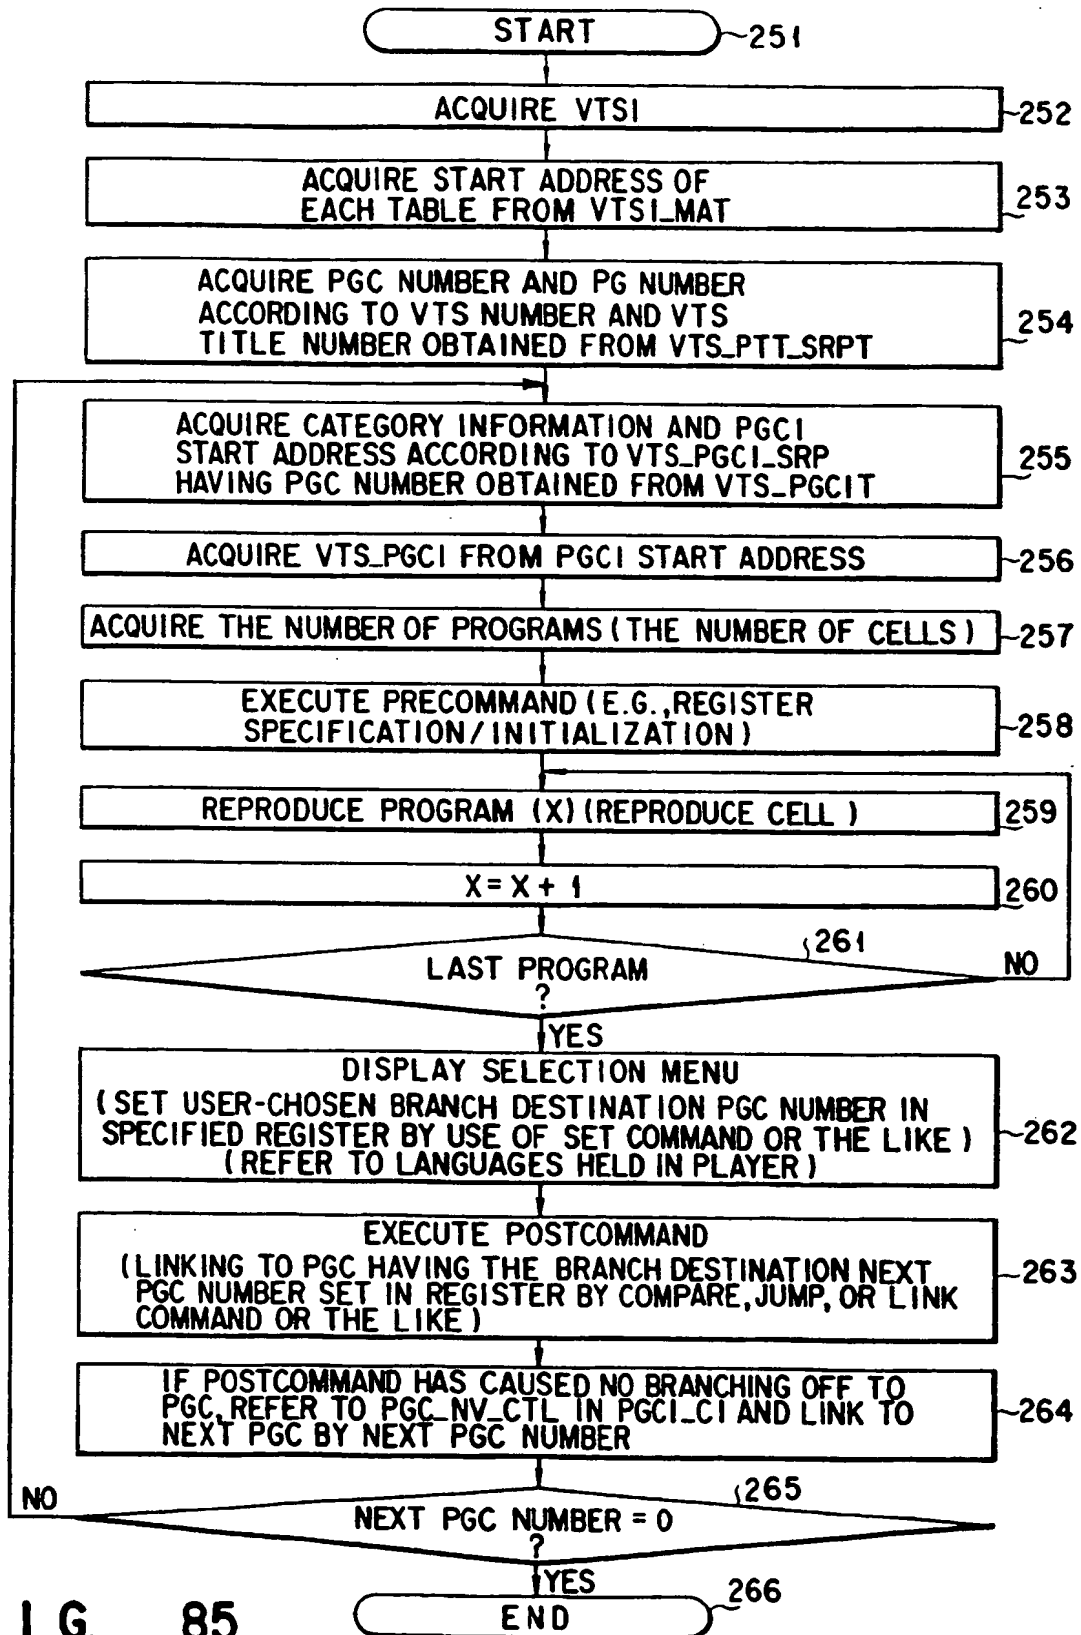 START
251
ACQUIRE VTSI
252
ACQUIRE START ADDRESS OF
EACH TABLE FROM VTSI_MAT
253
ACQUIRE PGC NUMBER AND PG NUMBER
ACCORDING TO VTS NUMBER AND VTS
TITLE NUMBER OBTAINED FROM VTS_PTT_SRPT
254
ACQUIRE CATEGORY INFORMATION AND PGCI
START ADDRESS ACCORDING TO VTS_PGCI_SRP
HAVING PGC NUMBER OBTAINED FROM VTS_PGCIT
255
ACQUIRE VTS_PGCI FROM PGCI START ADDRESS
256
ACQUIRE THE NUMBER OF PROGRAMS (THE NUMBER OF CELLS)
257
EXECUTE PRECOMMAND (E.G.,REGISTER
SPECIFICATION/INITIALIZATION)
258
REPRODUCE PROGRAM (X) (REPRODUCE CELL)
259
X = X + 1
260
261
LAST PROGRAM
?
NO
YES
DISPLAY SELECTION MENU
(SET USER-CHOSEN BRANCH DESTINATION PGC NUMBER IN
SPECIFIED REGISTER BY USE OF SET COMMAND OR THE LIKE)
(REFER TO LANGUAGES HELD IN PLAYER)
262
EXECUTE POSTCOMMAND
(LINKING TO PGC HAVING THE BRANCH DESTINATION NEXT
PGC NUMBER SET IN REGISTER BY COMPARE, JUMP, OR LINK
COMMAND OR THE LIKE)
263
IF POSTCOMMAND HAS CAUSED NO BRANCHING OFF TO
PGC, REFER TO PGC_NV_CTL IN PGCI_CI AND LINK TO
NEXT PGC BY NEXT PGC NUMBER
264
265
NO
NEXT PGC NUMBER = 0
?
YES
266
END
I G. 85